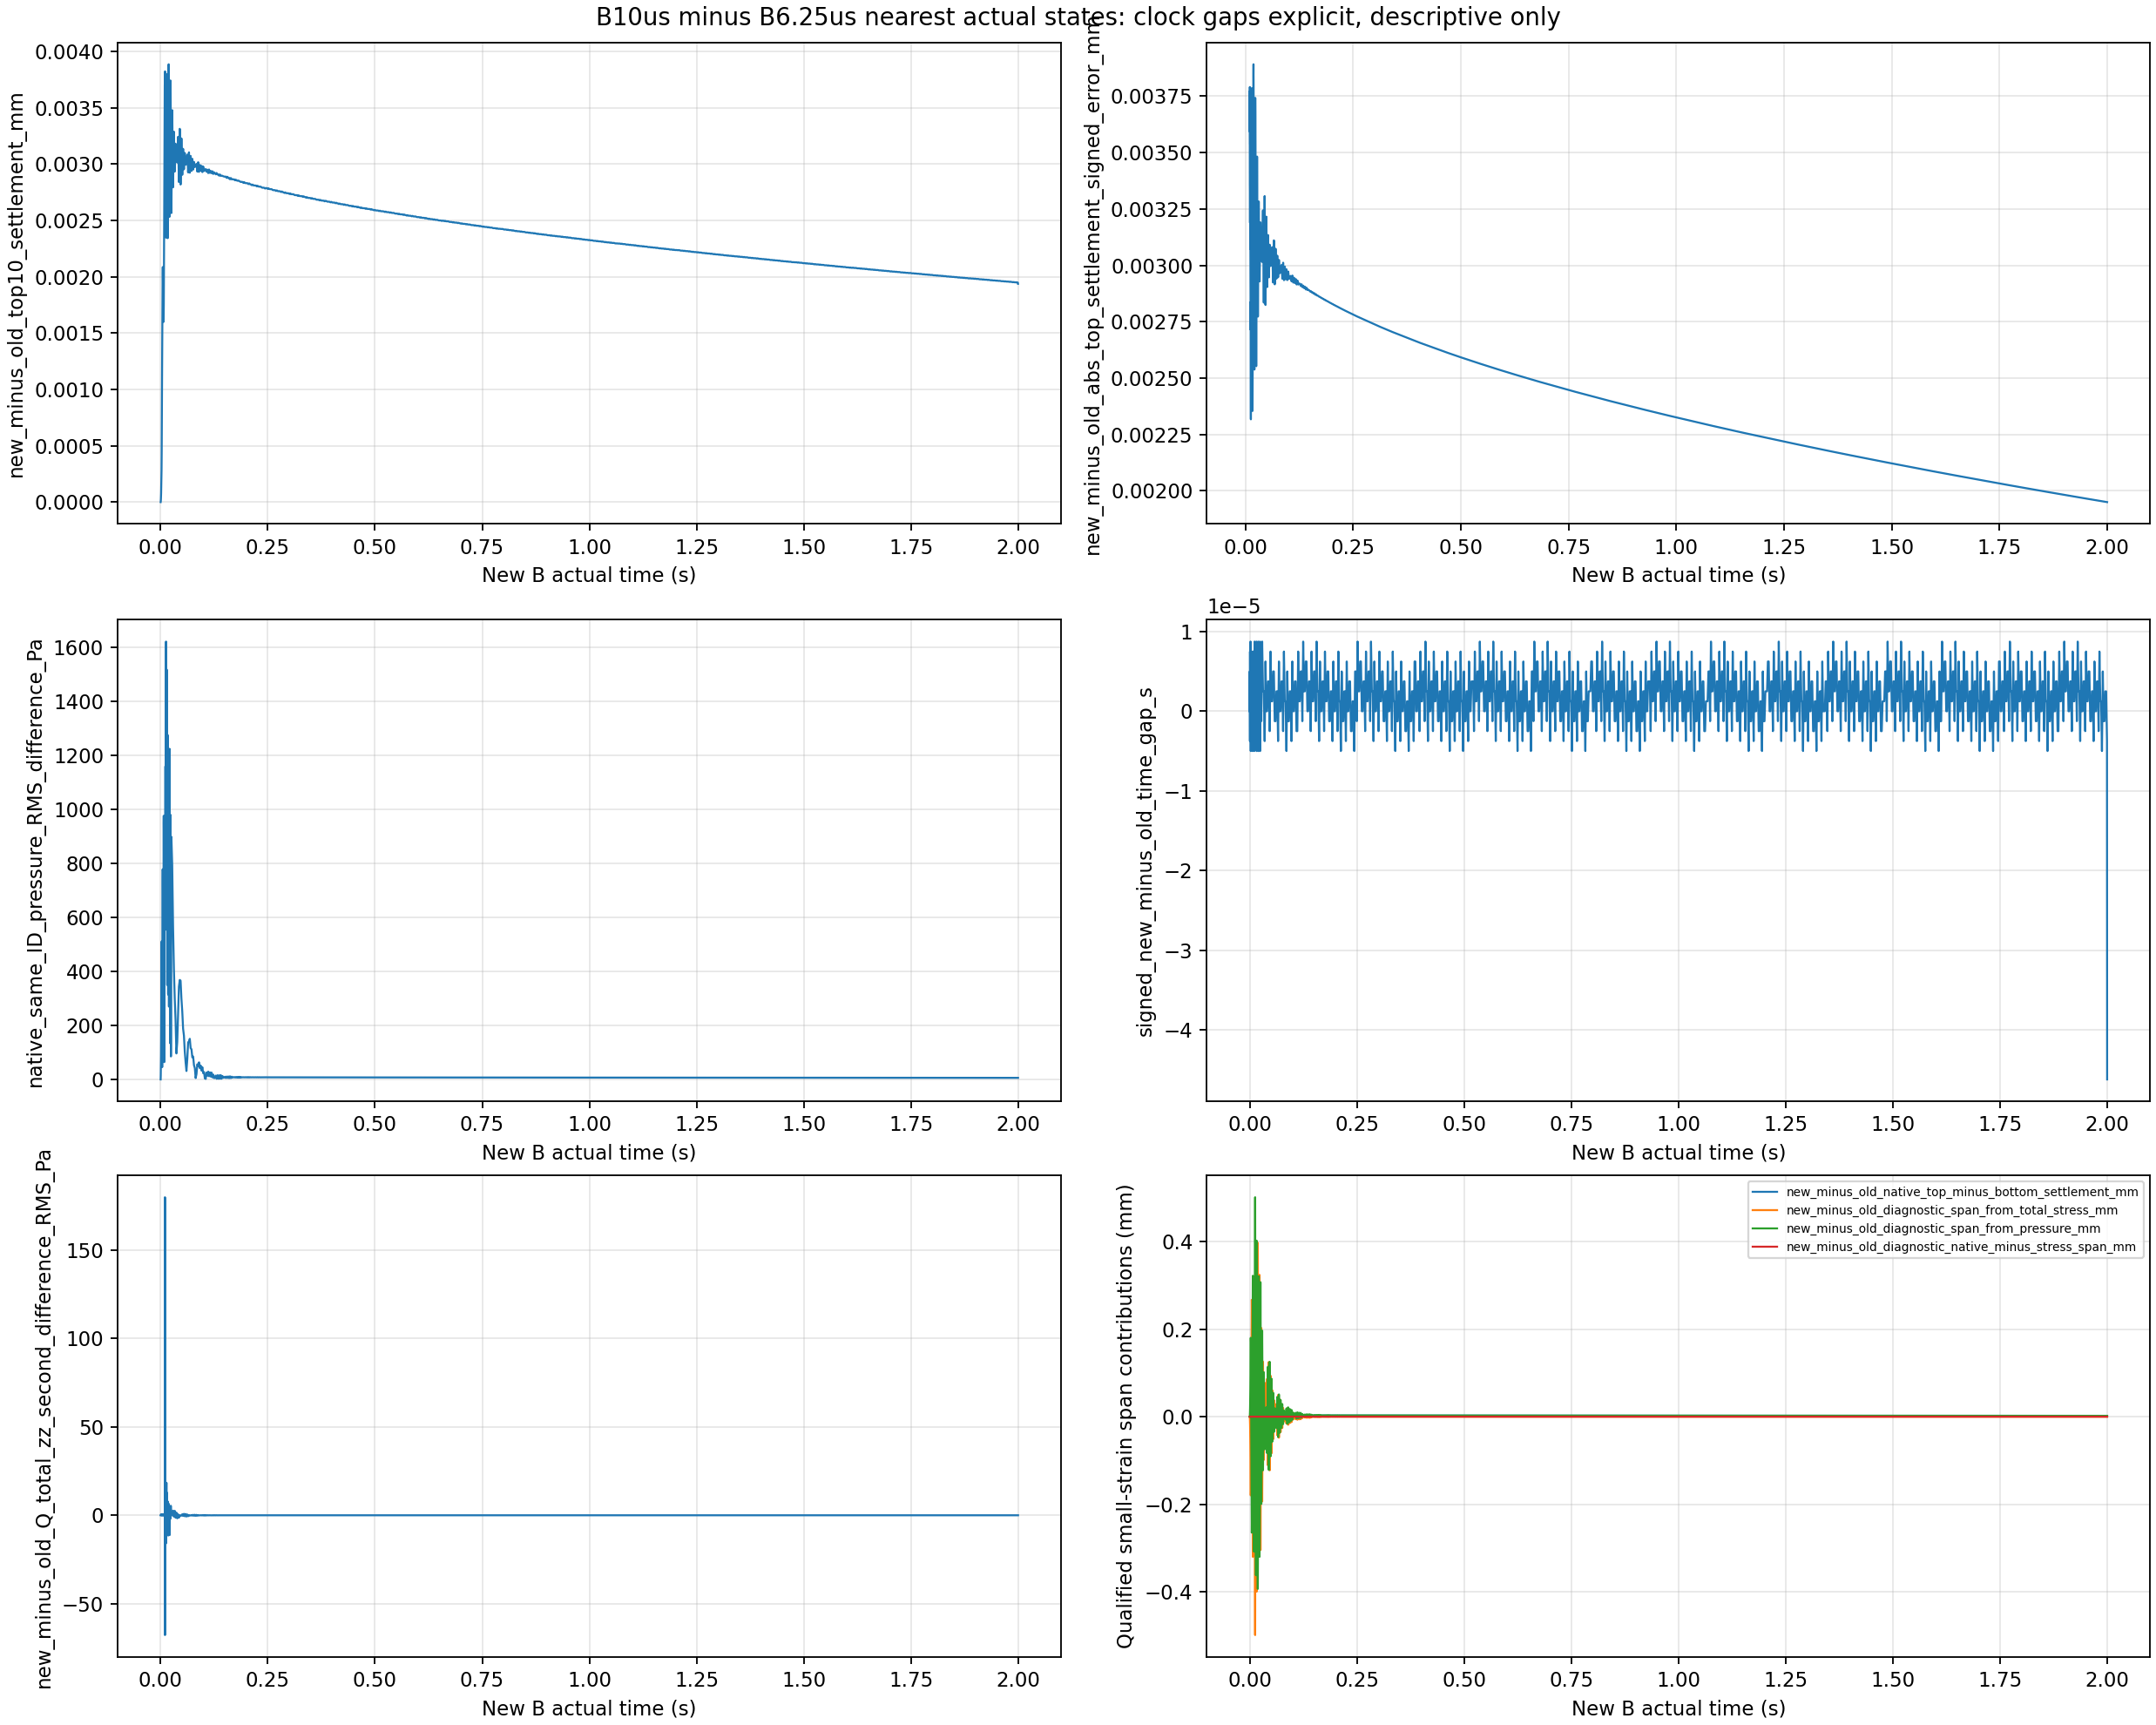 B10us minus B6.25us nearest actual states: clock gaps explicit, descriptive only
new_minus_old_top10_settlement_mm
0.0040
0.0035
0.0030
0.0025
0.0020
0.0015
0.0010
0.0005
0.0000
0.00 0.25 0.50 0.75 1.00 1.25 1.50 1.75 2.00
New B actual time (s)
new_minus_old_abs_top_settlement_signed_error_mm
0.00375
0.00350
0.00325
0.00300
0.00275
0.00250
0.00225
0.00200
0.00 0.25 0.50 0.75 1.00 1.25 1.50 1.75 2.00
New B actual time (s)
native_same_ID_pressure_RMS_difference_Pa
1600
1400
1200
1000
800
600
400
200
0
0.00 0.25 0.50 0.75 1.00 1.25 1.50 1.75 2.00
New B actual time (s)
signed_new_minus_old_time_gap_s
1e−5
1
0
−1
−2
−3
−4
0.00 0.25 0.50 0.75 1.00 1.25 1.50 1.75 2.00
New B actual time (s)
new_minus_old_Q_total_zz_second_difference_RMS_Pa
150
100
50
0
−50
0.00 0.25 0.50 0.75 1.00 1.25 1.50 1.75 2.00
New B actual time (s)
Qualified small-strain span contributions (mm)
0.4
0.2
0.0
−0.2
−0.4
new_minus_old_native_top_minus_bottom_settlement_mm
new_minus_old_diagnostic_span_from_total_stress_mm
new_minus_old_diagnostic_span_from_pressure_mm
new_minus_old_diagnostic_native_minus_stress_span_mm
0.00 0.25 0.50 0.75 1.00 1.25 1.50 1.75 2.00
New B actual time (s)